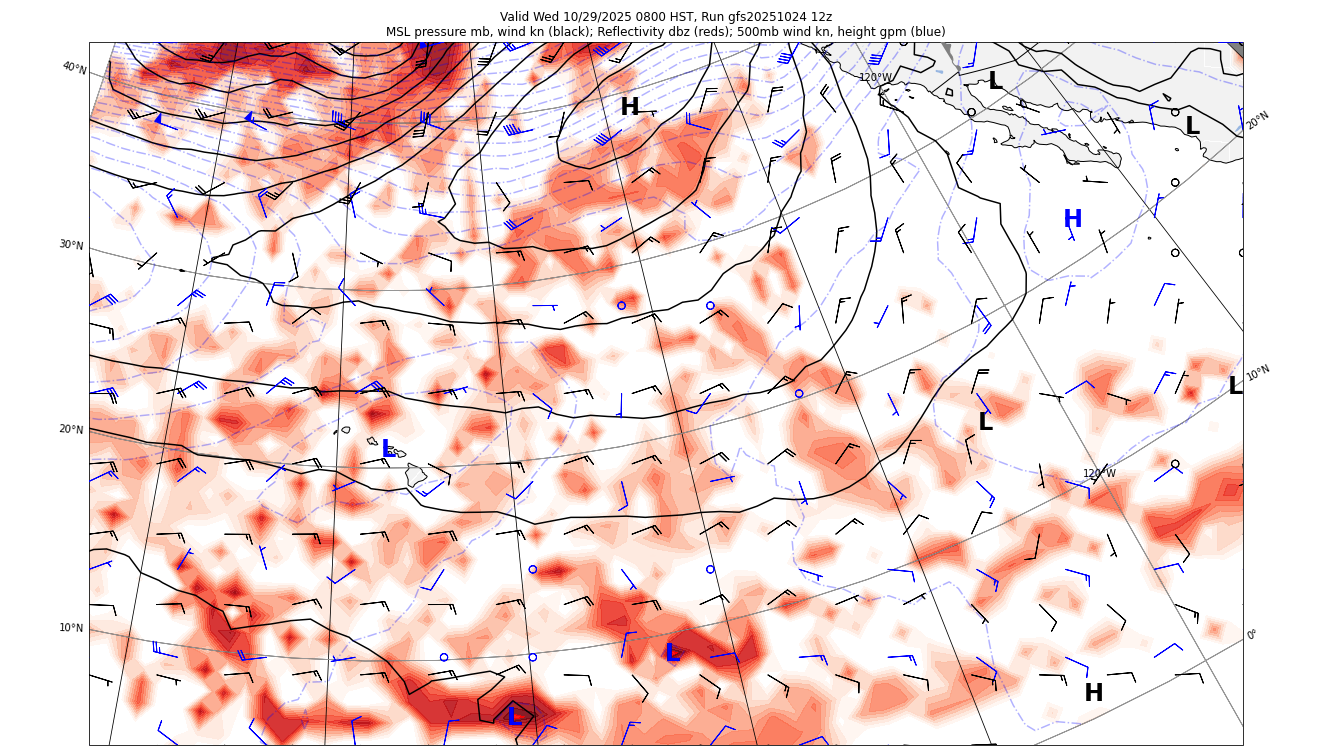 Valid Wed 10/29/2025 0800 HST, Run gfs20251024 12z
MSL pressure mb, wind kn (black); Reflectivity dbz (reds); 500mb wind kn, height gpm (blue)
40°N
120°W
L
H
L
20°N
H
30°N
10°N
L
L
20°N
L
120°W
10°N
0°
L
H
L